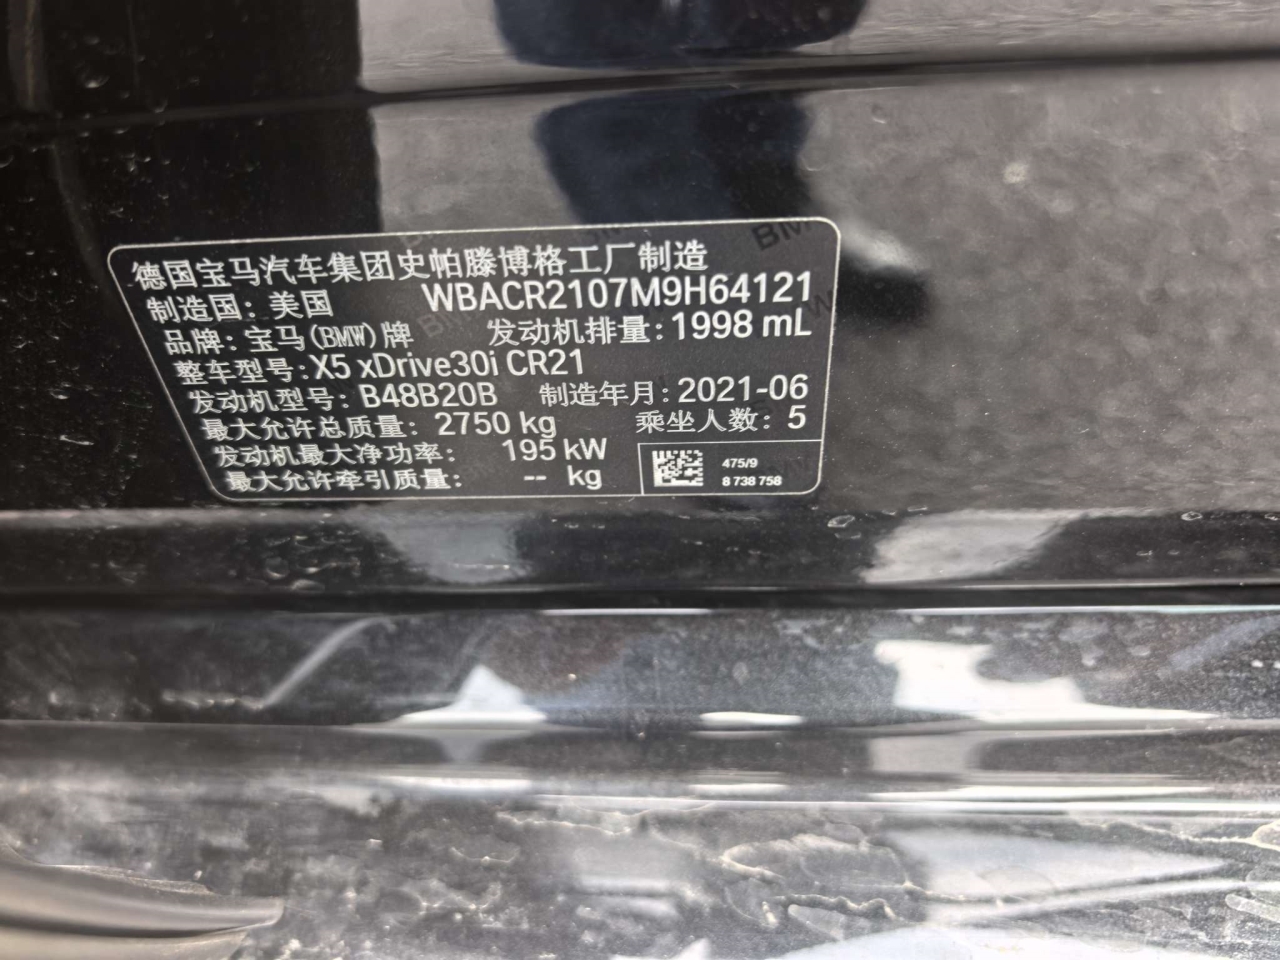 德国宝马汽车集团史帕滕博格工厂制造
制造国：美国 WBACR2107M9H64121
品牌：宝马(BMW)牌 发动机排量：1998 mL
整车型号：X5 xDrive30i CR21
发动机型号：B48B20B 制造年月：2021-06
最大允许总质量：2750 kg 乘坐人数：5
发动机最大净功率：195 kW
最大允许牵引质量：-- kg
475/9
8 738 758